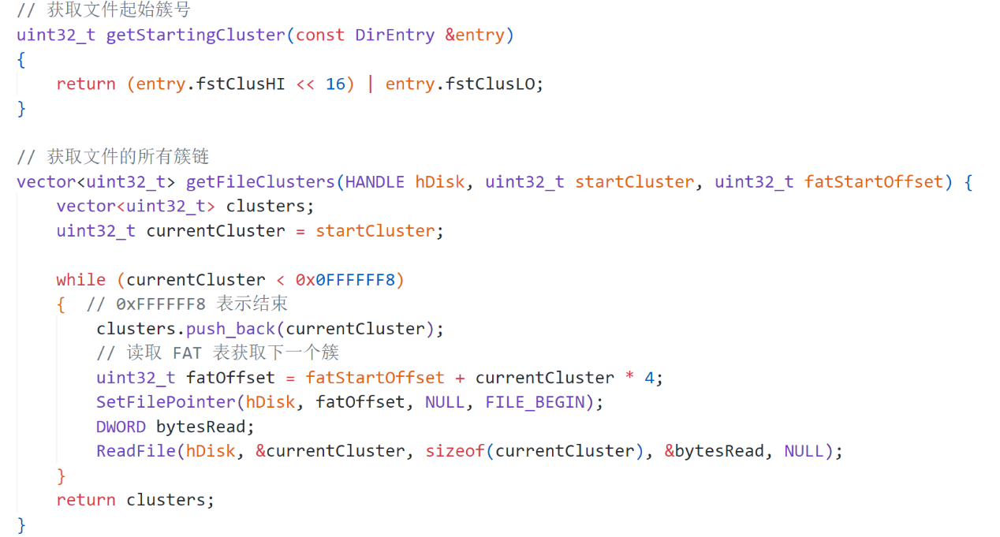 // 获取文件起始簇号
uint32_t getStartingCluster(const DirEntry &entry)
{
    return (entry.fstClusHI << 16) | entry.fstClusLO;
}

// 获取文件的所有簇链
vector<uint32_t> getFileClusters(HANDLE hDisk, uint32_t startCluster, uint32_t fatStartOffset) {
    vector<uint32_t> clusters;
    uint32_t currentCluster = startCluster;

    while (currentCluster < 0x0FFFFFF8)
    {  // 0xFFFFFF8 表示结束
        clusters.push_back(currentCluster);
        // 读取 FAT 表获取下一个簇
        uint32_t fatOffset = fatStartOffset + currentCluster * 4;
        SetFilePointer(hDisk, fatOffset, NULL, FILE_BEGIN);
        DWORD bytesRead;
        ReadFile(hDisk, &currentCluster, sizeof(currentCluster), &bytesRead, NULL);
    }
    return clusters;
}